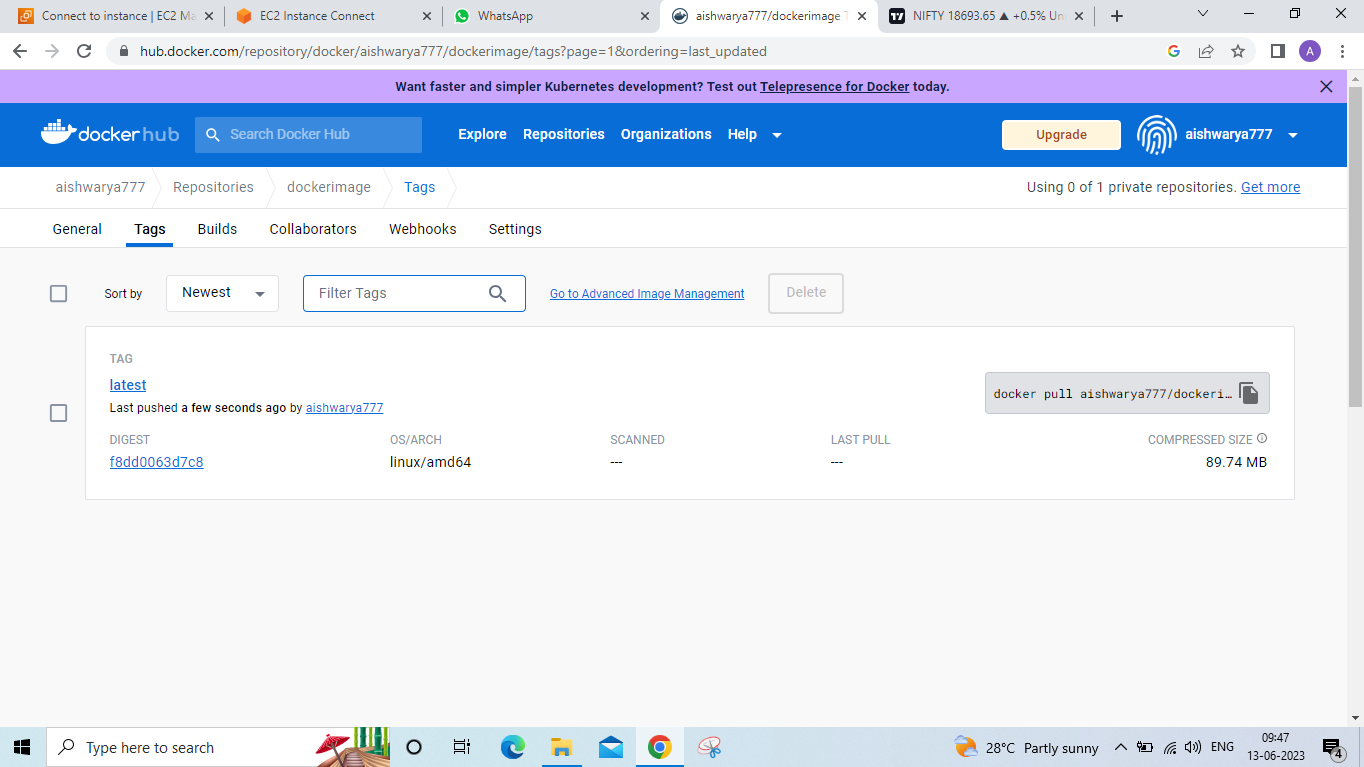 Connect to instance | EC2 Ma
EC2 Instance Connect
WhatsApp
aishwarya777/dockerimage T
NIFTY 18693.65 ▲ +0.5% Un
hub.docker.com/repository/docker/aishwarya777/dockerimage/tags?page=1&ordering=last_updated
A
Want faster and simpler Kubernetes development? Test out Telepresence for Docker today.
dockerhub
Search Docker Hub
Explore
Repositories
Organizations
Help
Upgrade
aishwarya777
aishwarya777
Repositories
dockerimage
Tags
Using 0 of 1 private repositories. Get more
General
Tags
Builds
Collaborators
Webhooks
Settings
Sort by
Newest
Filter Tags
Go to Advanced Image Management
Delete
TAG
latest
Last pushed a few seconds ago by aishwarya777
docker pull aishwarya777/dockeri…
DIGEST
OS/ARCH
SCANNED
LAST PULL
COMPRESSED SIZE
f8dd0063d7c8
linux/amd64
---
---
89.74 MB
Type here to search
28°C Partly sunny
ENG
09:47
13-06-2023
4